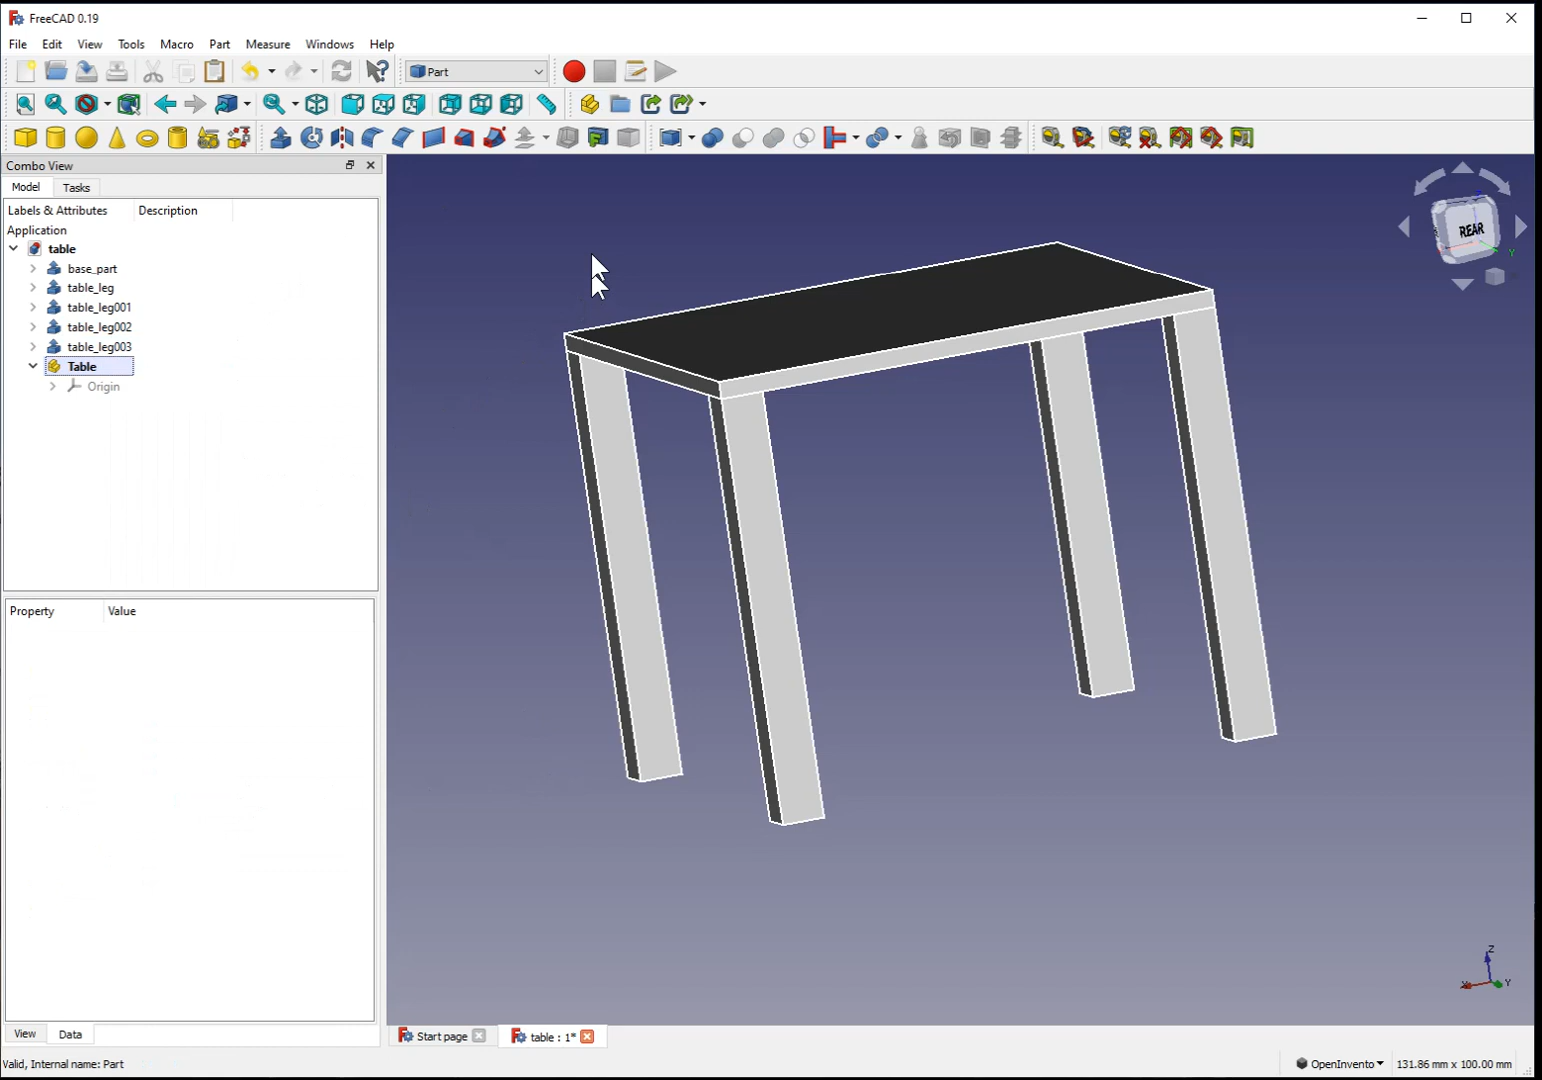 FreeCAD 0.19
File Edit View Tools Macro Part Measure Windows Help
Part
Combo View
Model Tasks
Labels & Attributes Description
Application
table
base_part
table_leg
table_leg001
table_leg002
table_leg003
Table
Origin
Property Value
REAR
Y
Z
X Y
View Data
Start page
table : 1*
Valid, Internal name: Part
OpenInvento
131.86 mm x 100.00 mm